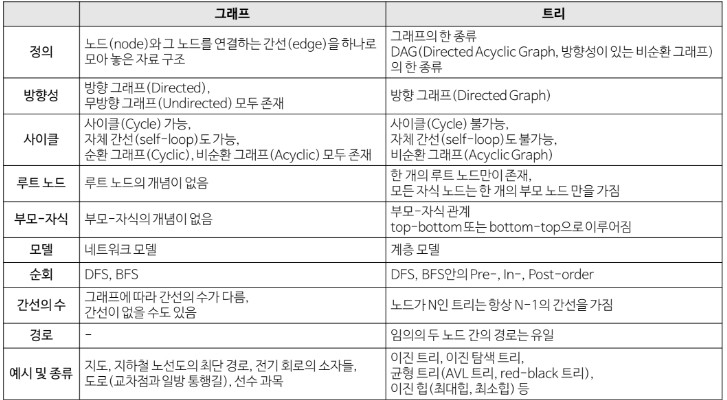 그래프
트리
정의
노드(node)와 그 노드를 연결하는 간선(edge)을 하나로
모아 놓은 자료 구조
그래프의 한 종류
DAG(Directed Acyclic Graph, 방향성이 있는 비순환 그래프)
의 한 종류
방향성
방향 그래프(Directed),
무방향 그래프(Undirected) 모두 존재
방향 그래프(Directed Graph)
사이클
사이클(Cycle) 가능,
자체 간선(self-loop)도 가능,
순환 그래프(Cyclic), 비순환 그래프(Acyclic) 모두 존재
사이클(Cycle) 불가능,
자체 간선(self-loop)도 불가능,
비순환 그래프(Acyclic Graph)
루트 노드
루트 노드의 개념이 없음
한 개의 루트 노드만이 존재,
모든 자식 노드는 한 개의 부모 노드 만을 가짐
부모-자식
부모-자식의 개념이 없음
부모-자식 관계
top-bottom 또는 bottom-top으로 이루어짐
모델
네트워크 모델
계층 모델
순회
DFS, BFS
DFS, BFS안의 Pre-, In-, Post-order
간선의 수
그래프에 따라 간선의 수가 다름,
간선이 없을 수도 있음
노드가 N인 트리는 항상 N-1의 간선을 가짐
경로
-
임의의 두 노드 간의 경로는 유일
예시 및 종류
지도, 지하철 노선도의 최단 경로, 전기 회로의 소자들,
도로(교차점과 일방 통행길), 선수 과목
이진 트리, 이진 탐색 트리,
균형 트리(AVL 트리, red-black 트리),
이진 힙(최대힙, 최소힙) 등